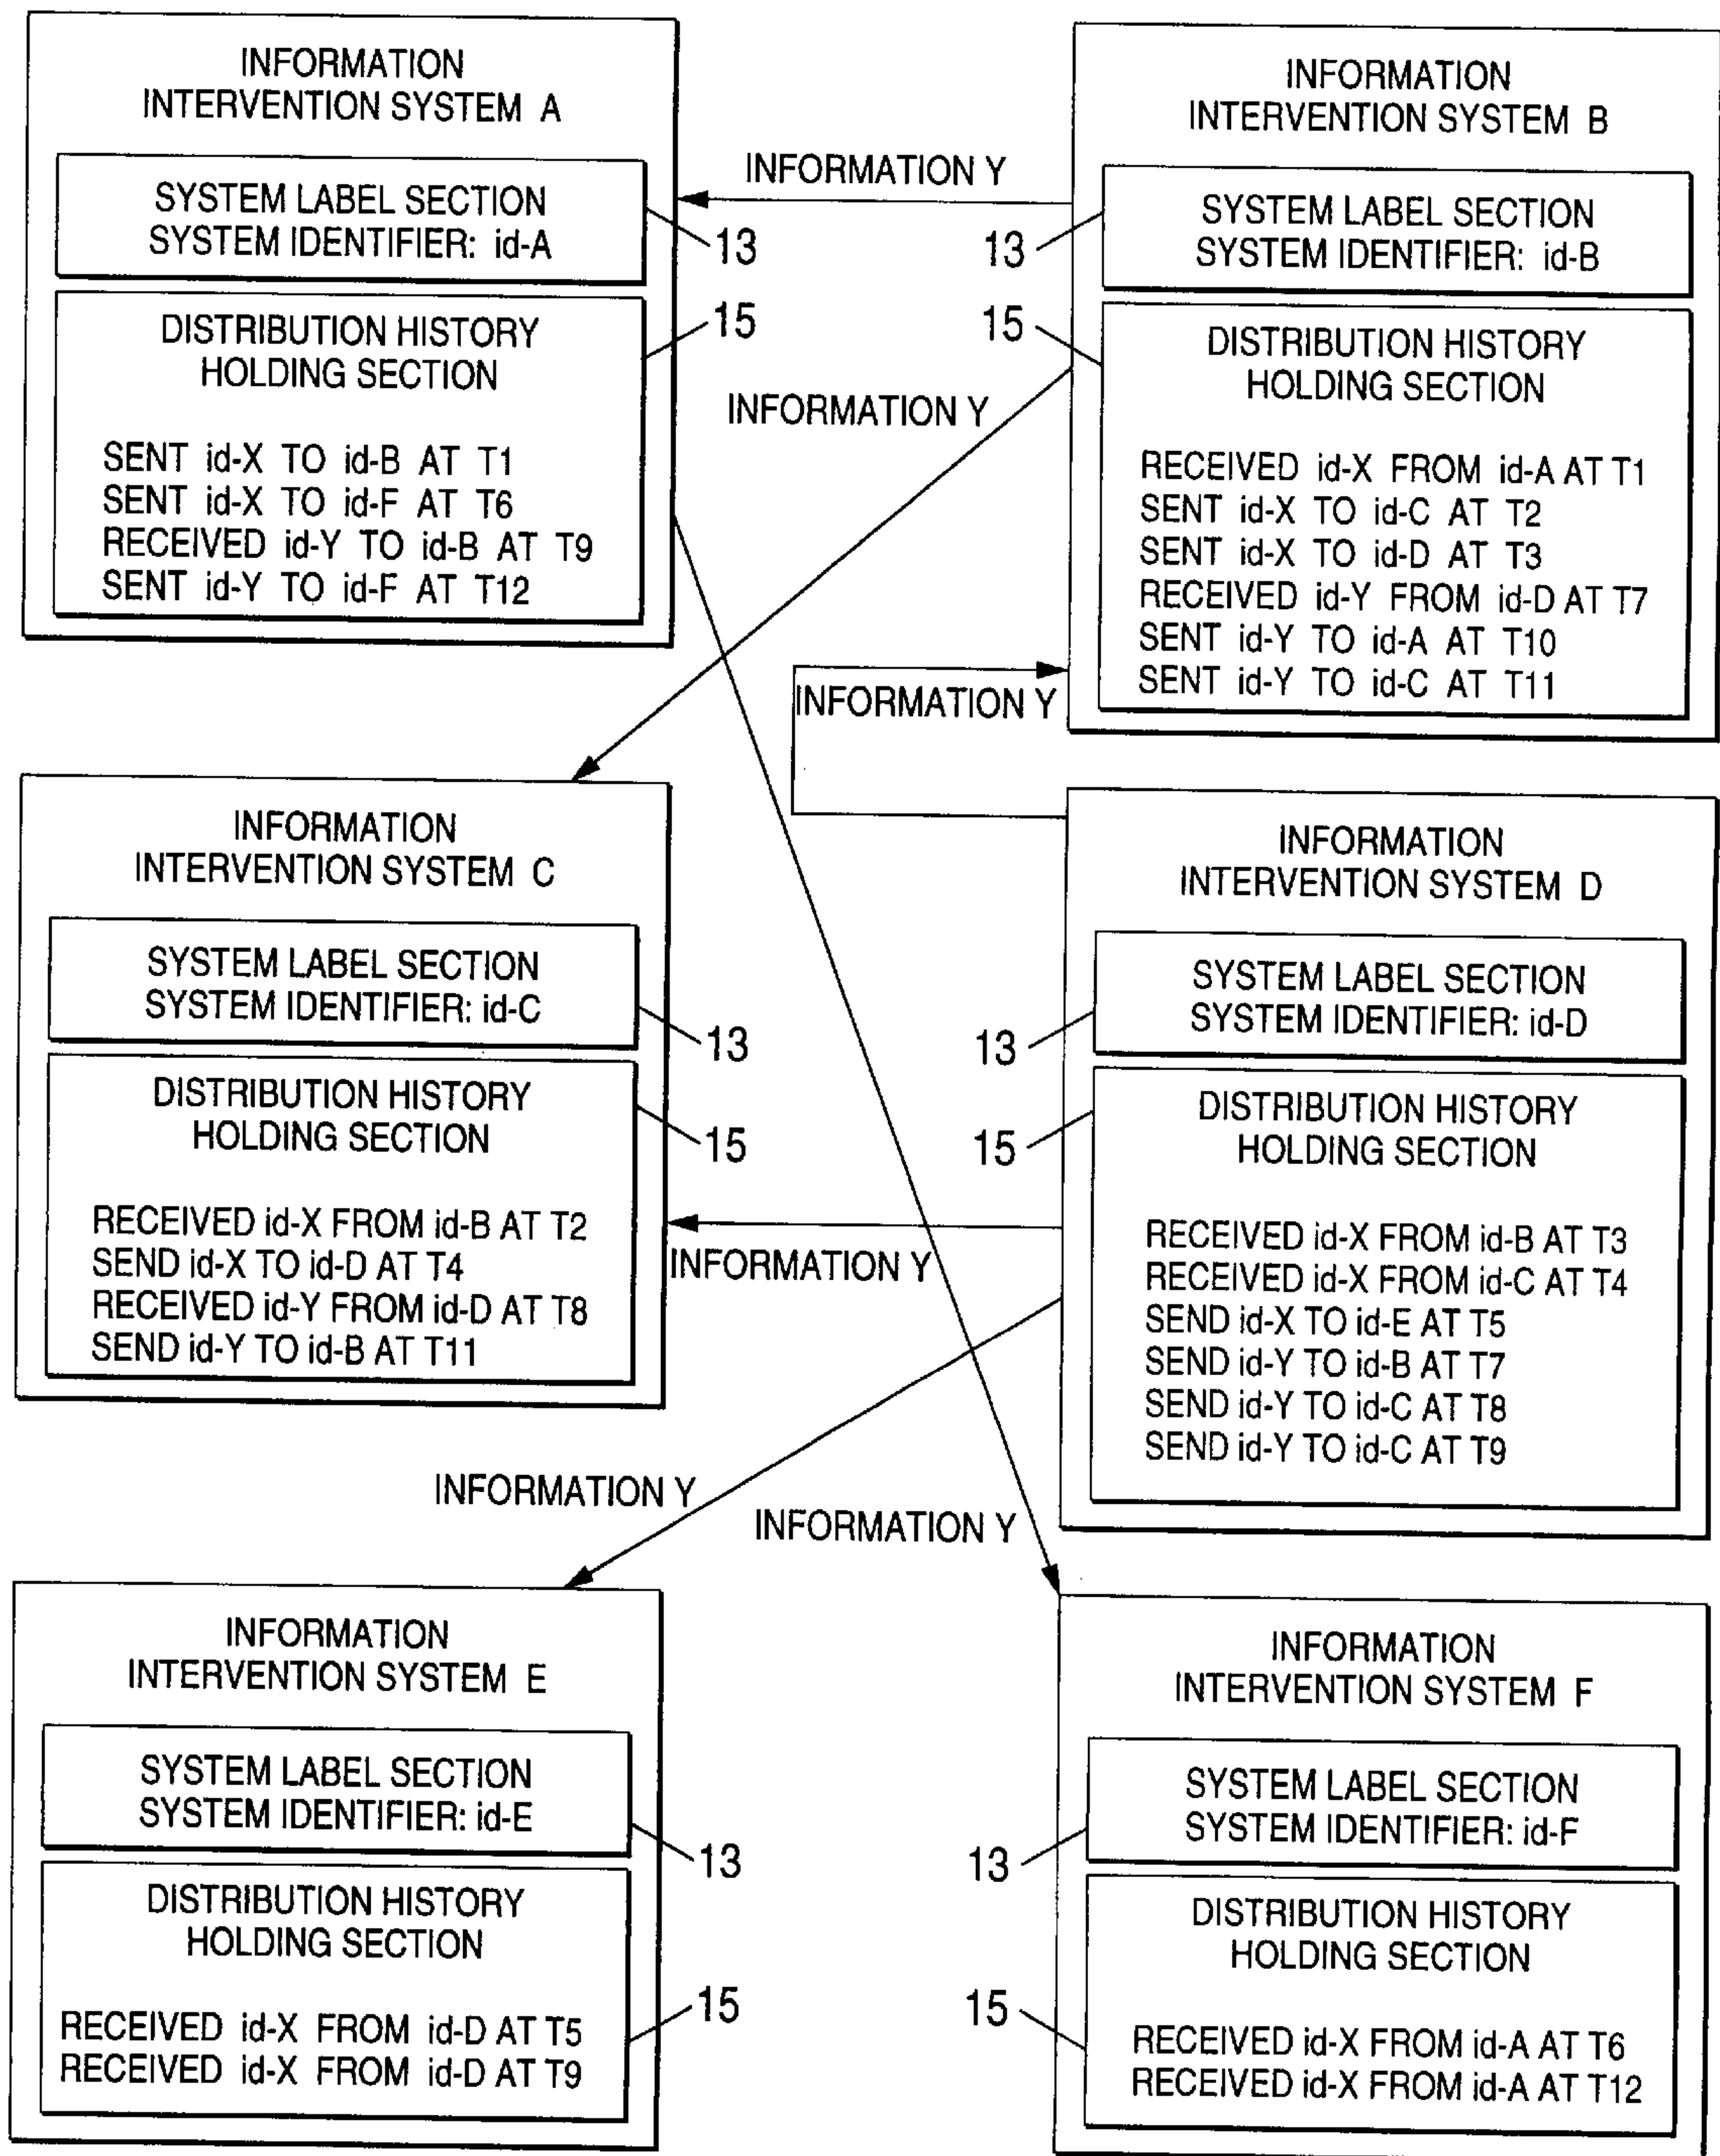 INFORMATION
INTERVENTION SYSTEM A
SYSTEM LABEL SECTION
SYSTEM IDENTIFIER: id-A
13
DISTRIBUTION HISTORY
HOLDING SECTION
15
SENT id-X TO id-B AT T1
SENT id-X TO id-F AT T6
RECEIVED id-Y TO id-B AT T9
SENT id-Y TO id-F AT T12
INFORMATION Y
INFORMATION Y
INFORMATION
INTERVENTION SYSTEM B
SYSTEM LABEL SECTION
SYSTEM IDENTIFIER: id-B
13
DISTRIBUTION HISTORY
HOLDING SECTION
15
RECEIVED id-X FROM id-A AT T1
SENT id-X TO id-C AT T2
SENT id-X TO id-D AT T3
RECEIVED id-Y FROM id-D AT T7
SENT id-Y TO id-A AT T10
SENT id-Y TO id-C AT T11
INFORMATION Y
INFORMATION
INTERVENTION SYSTEM C
SYSTEM LABEL SECTION
SYSTEM IDENTIFIER: id-C
13
DISTRIBUTION HISTORY
HOLDING SECTION
15
RECEIVED id-X FROM id-B AT T2
SEND id-X TO id-D AT T4
RECEIVED id-Y FROM id-D AT T8
SEND id-Y TO id-B AT T11
INFORMATION Y
INFORMATION
INTERVENTION SYSTEM D
SYSTEM LABEL SECTION
SYSTEM IDENTIFIER: id-D
13
DISTRIBUTION HISTORY
HOLDING SECTION
15
RECEIVED id-X FROM id-B AT T3
RECEIVED id-X FROM id-C AT T4
SEND id-X TO id-E AT T5
SEND id-Y TO id-B AT T7
SEND id-Y TO id-C AT T8
SEND id-Y TO id-C AT T9
INFORMATION Y
INFORMATION Y
INFORMATION
INTERVENTION SYSTEM E
SYSTEM LABEL SECTION
SYSTEM IDENTIFIER: id-E
13
DISTRIBUTION HISTORY
HOLDING SECTION
15
RECEIVED id-X FROM id-D AT T5
RECEIVED id-X FROM id-D AT T9
INFORMATION
INTERVENTION SYSTEM F
SYSTEM LABEL SECTION
SYSTEM IDENTIFIER: id-F
13
DISTRIBUTION HISTORY
HOLDING SECTION
15
RECEIVED id-X FROM id-A AT T6
RECEIVED id-X FROM id-A AT T12